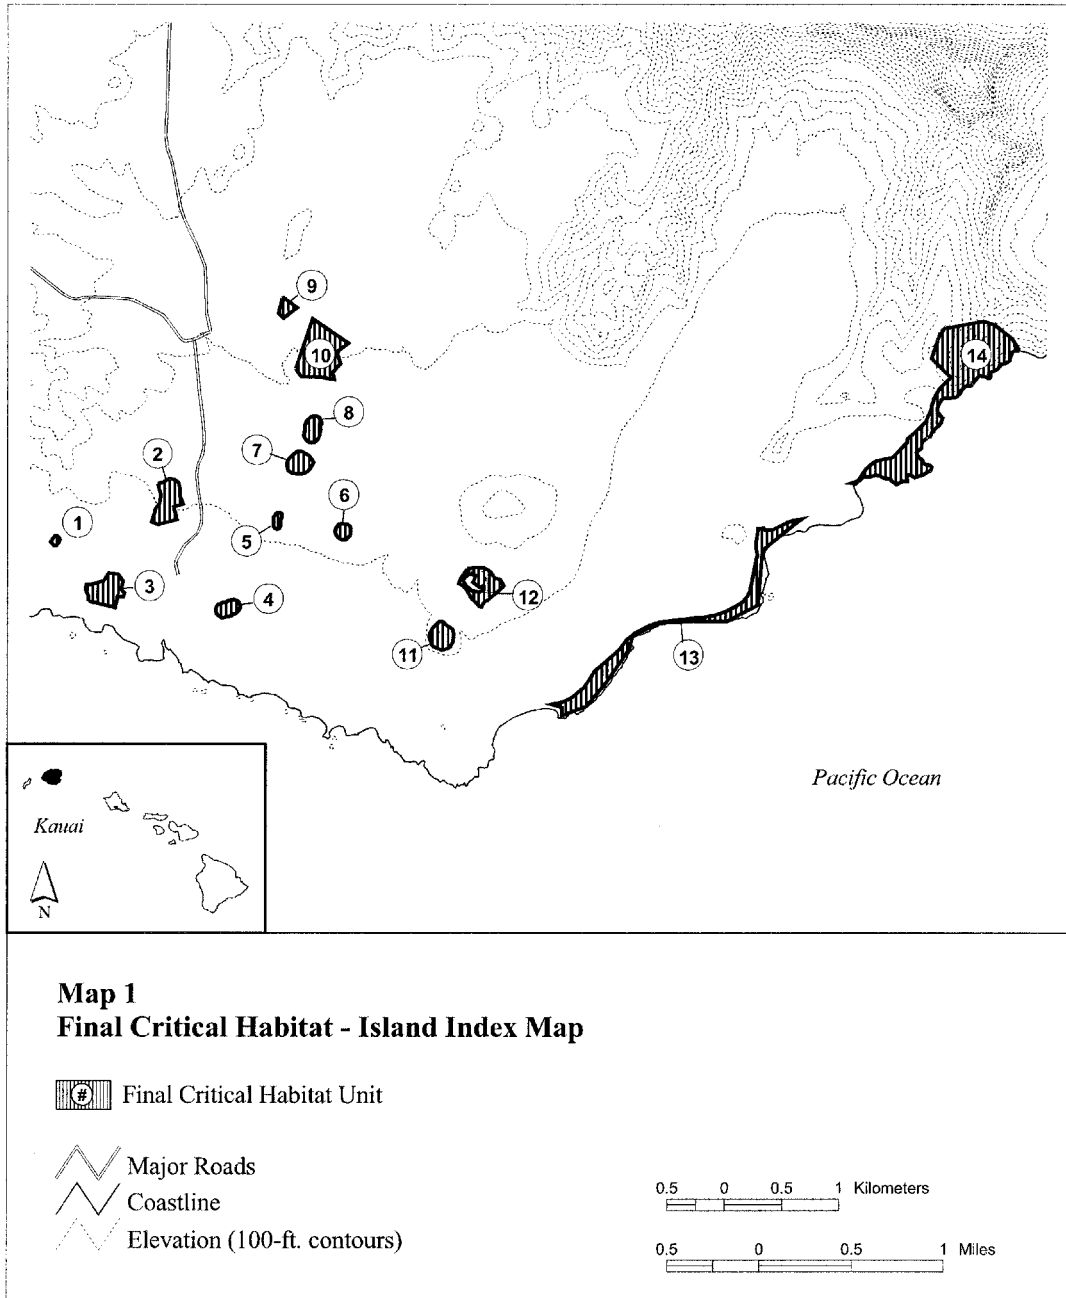 9
10
14
8
7
2
6
1
5
3
4
12
11
13
Pacific Ocean
Kauai
N
Map 1
Final Critical Habitat - Island Index Map
# Final Critical Habitat Unit
Major Roads
Coastline
Elevation (100-ft. contours)
0.5 0 0.5 1 Kilometers
0.5 0 0.5 1 Miles